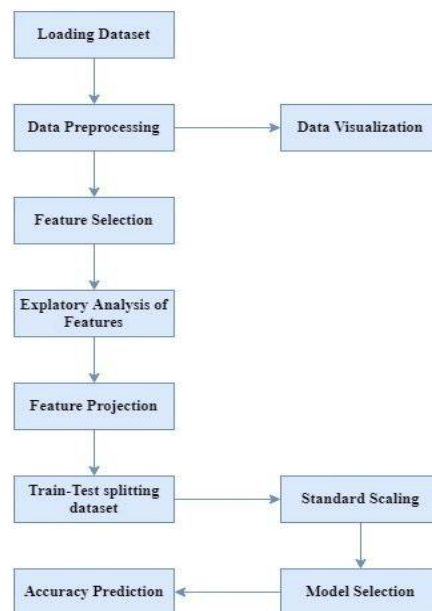 Loading Dataset
Data Preprocessing
Data Visualization
Feature Selection
Explatory Analysis of
Features
Feature Projection
Train-Test splitting
dataset
Standard Scaling
Accuracy Prediction
Model Selection